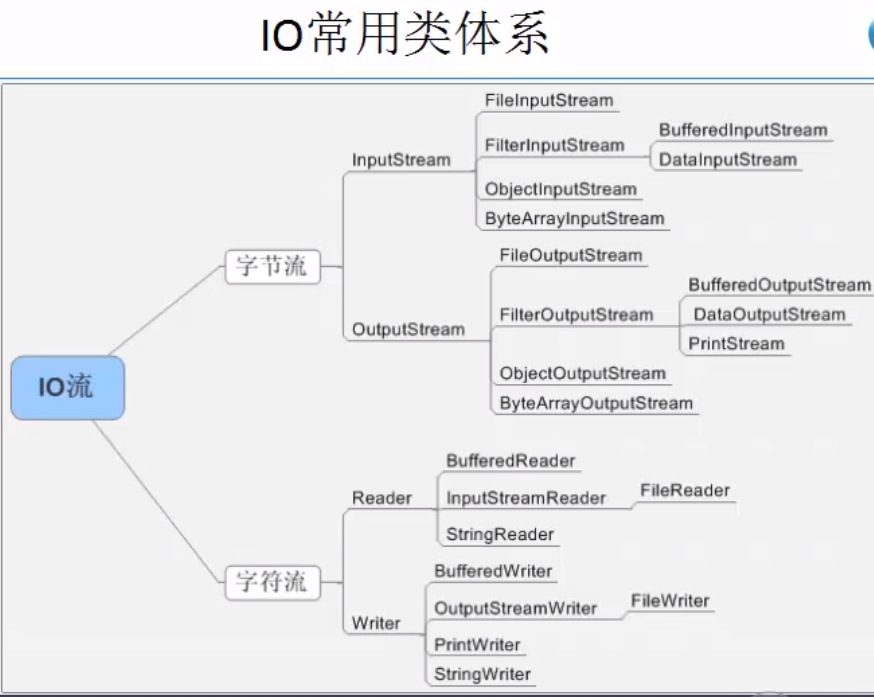 IO常用类体系
IO流
字节流
InputStream
FileInputStream
FilterInputStream
BufferedInputStream
DataInputStream
ObjectInputStream
ByteArrayInputStream
OutputStream
FileOutputStream
FilterOutputStream
BufferedOutputStream
DataOutputStream
PrintStream
ObjectOutputStream
ByteArrayOutputStream
字符流
Reader
BufferedReader
InputStreamReader
FileReader
StringReader
Writer
BufferedWriter
OutputStreamWriter
FileWriter
PrintWriter
StringWriter